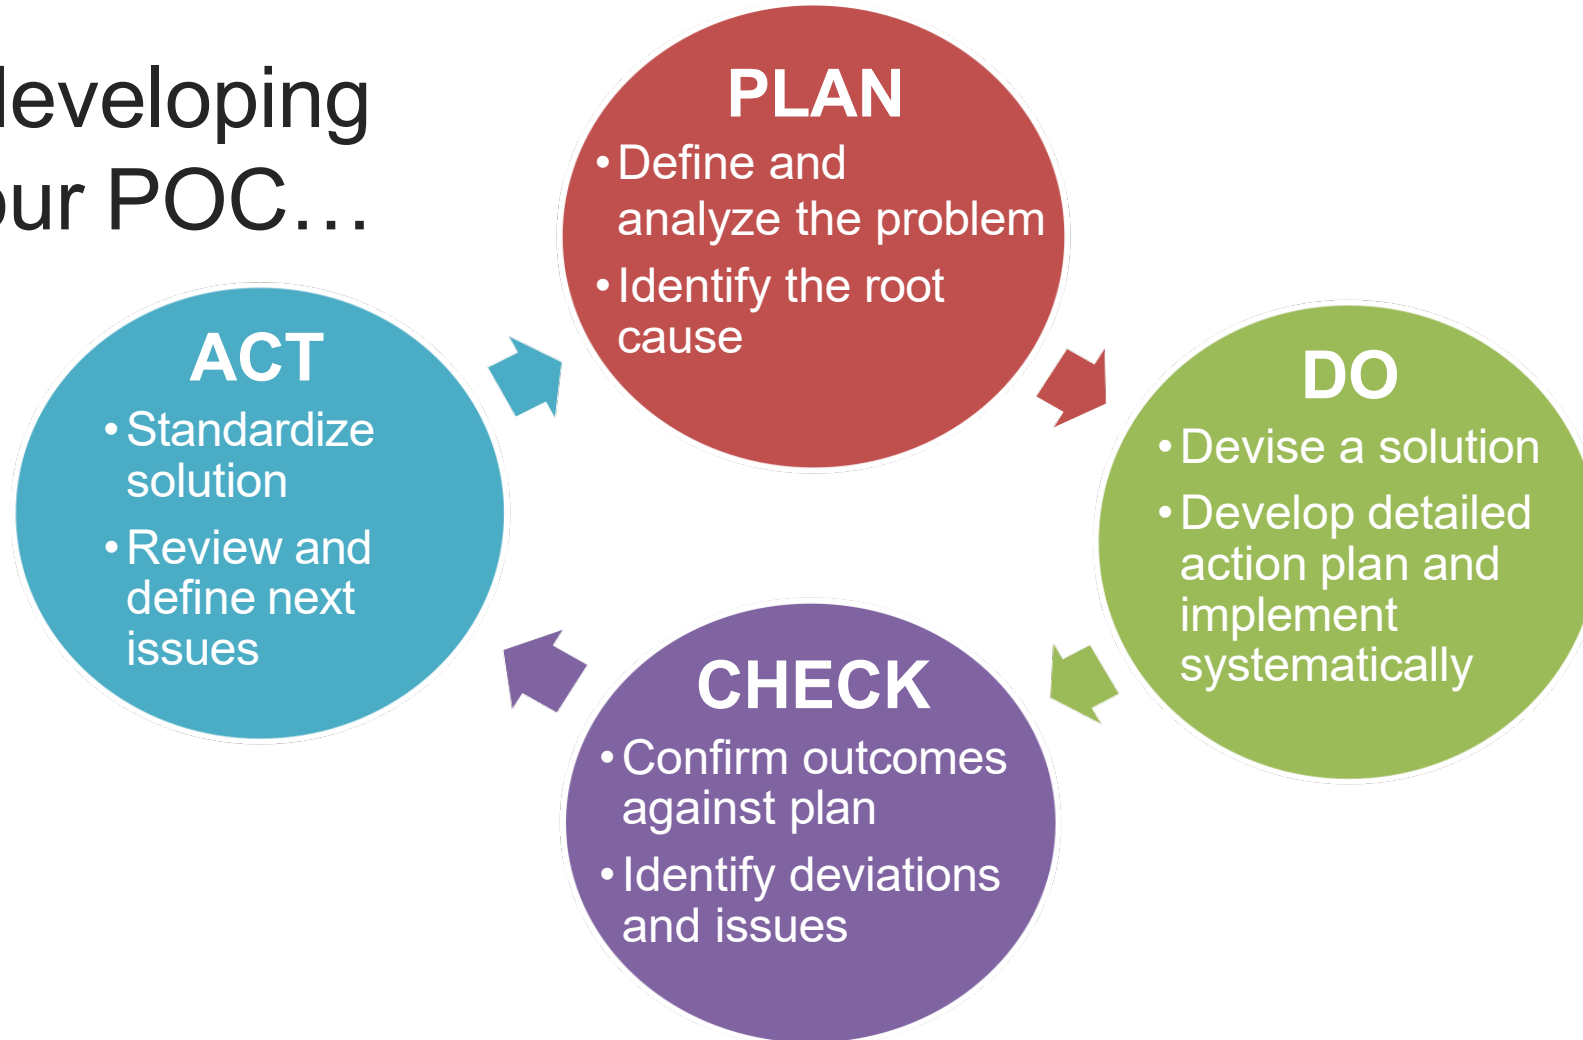 developing
our POC…
PLAN
• Define and
analyze the problem
• Identify the root
cause
DO
• Devise a solution
• Develop detailed
action plan and
implement
systematically
CHECK
• Confirm outcomes
against plan
• Identify deviations
and issues
ACT
• Standardize
solution
• Review and
define next
issues